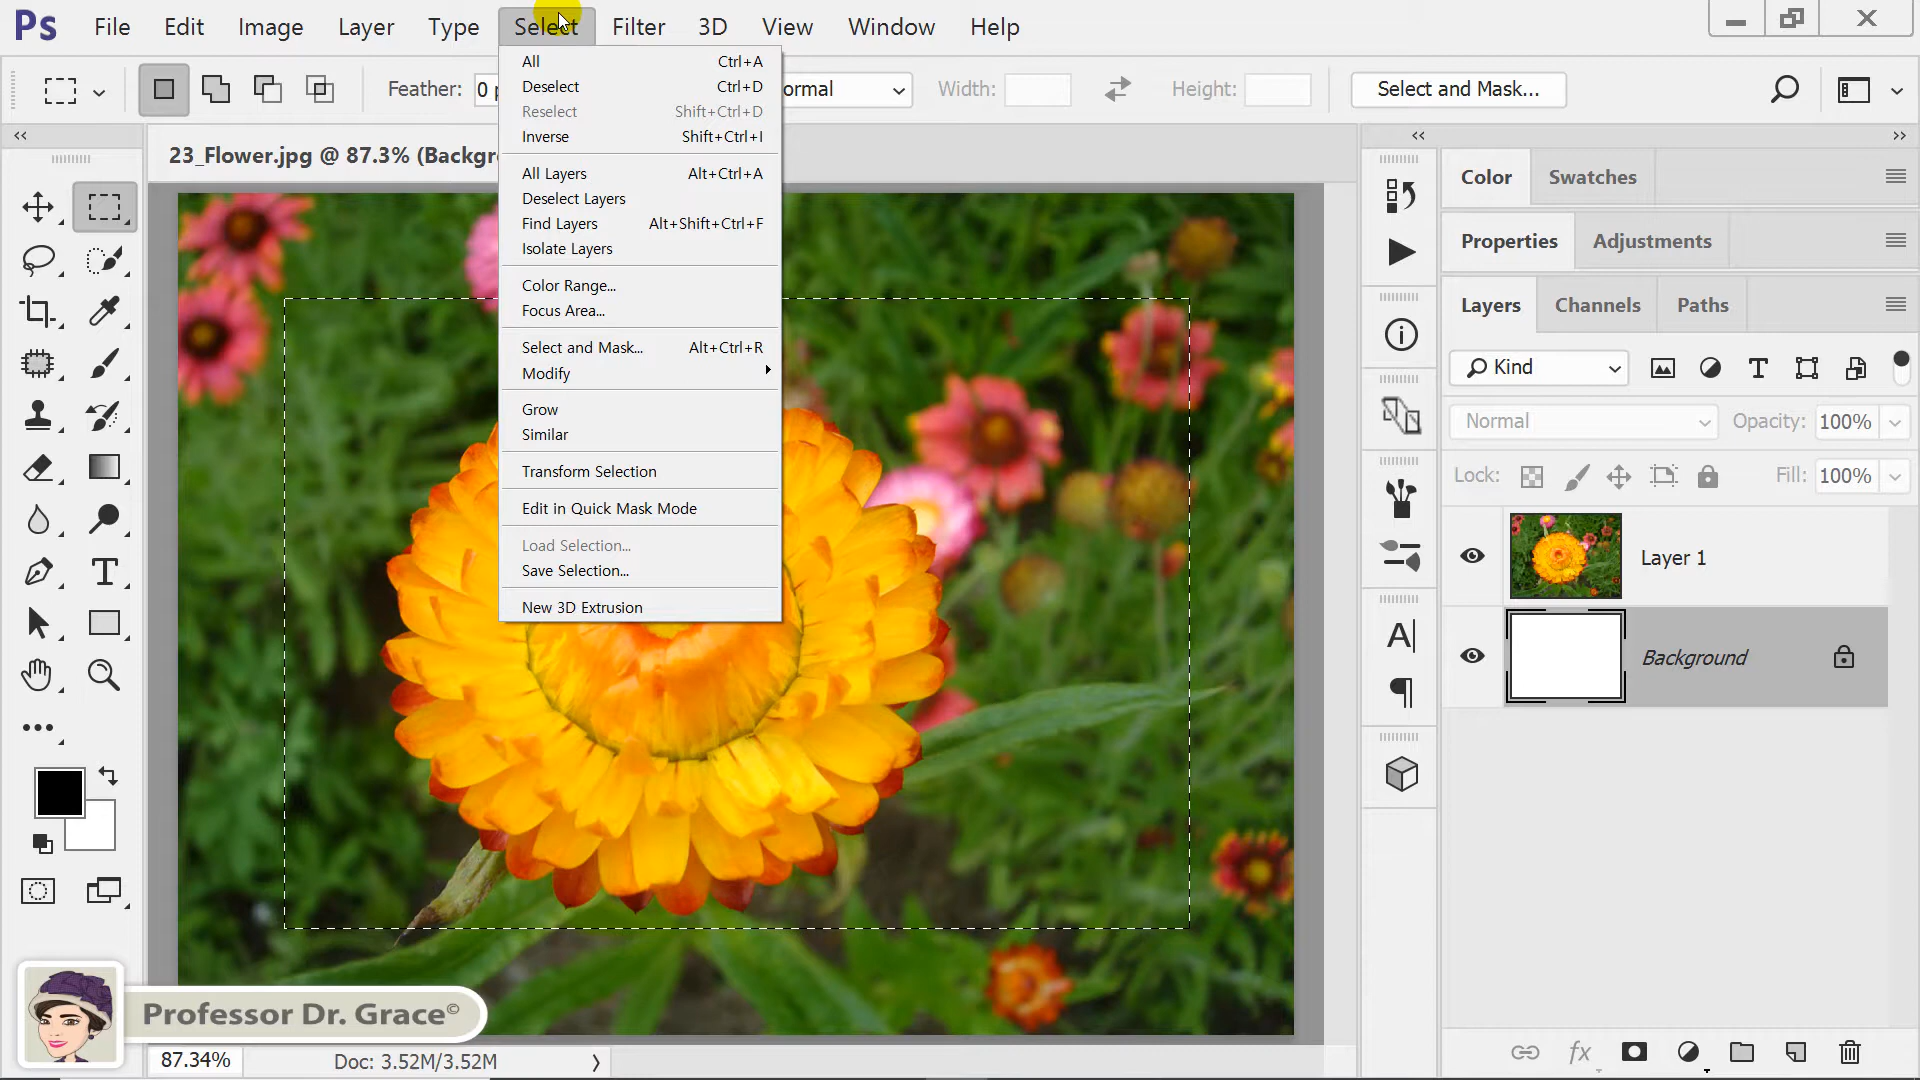 Ps File Edit Image Layer Type Select Filter 3D View Window Help
Feather: 0 p ormal Width: Height: Select and Mask...
All Ctrl+A
Deselect Ctrl+D
Reselect Shift+Ctrl+D
Inverse Shift+Ctrl+I
All Layers Alt+Ctrl+A
Deselect Layers
Find Layers Alt+Shift+Ctrl+F
Isolate Layers
Color Range...
Focus Area...
Select and Mask... Alt+Ctrl+R
Modify
Grow
Similar
Transform Selection
Edit in Quick Mask Mode
Load Selection...
Save Selection...
New 3D Extrusion
23_Flower.jpg @ 87.3% (Backgr
Color Swatches
Properties Adjustments
Layers Channels Paths
Kind
Normal Opacity: 100%
Lock: Fill: 100%
Layer 1
Background
fx
Professor Dr. Grace©
87.34% Doc: 3.52M/3.52M